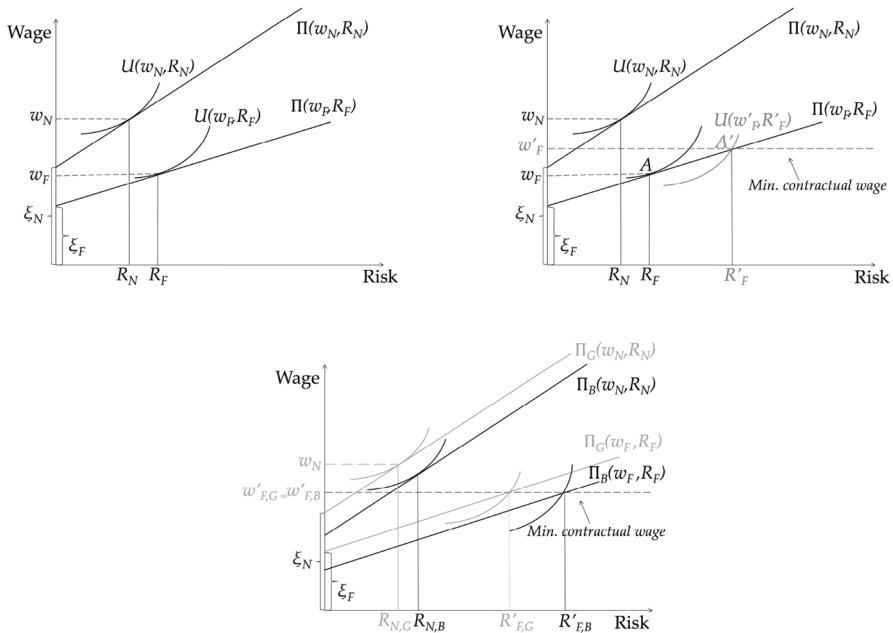 Wage
Π(w_N,R_N)
U(w_N,R_N)
w_N
U(w_F,R_F)
Π(w_F,R_F)
w_F
ξ_N
ξ_F
R_N
R_F
Risk
Wage
Π(w_N,R_N)
U(w_N,R_N)
w_N
U(w'_F,R'_F)
Π(w_F,R_F)
w'_F
A'
A
w_F
Min. contractual wage
ξ_N
ξ_F
R_N
R_F
R'_F
Risk
Wage
Π_G(w_N,R_N)
Π_B(w_N,R_N)
w_N
Π_G(w_F,R_F)
Π_B(w_F,R_F)
w'_F,G=w'_F,B
Min. contractual wage
ξ_N
ξ_F
R_N,G
R_N,B
R'_F,G
R'_F,B
Risk